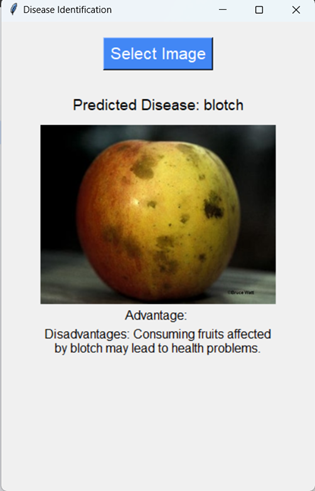 Disease Identification
Select Image
Predicted Disease: blotch
Advantage:
Disadvantages: Consuming fruits affected
by blotch may lead to health problems.